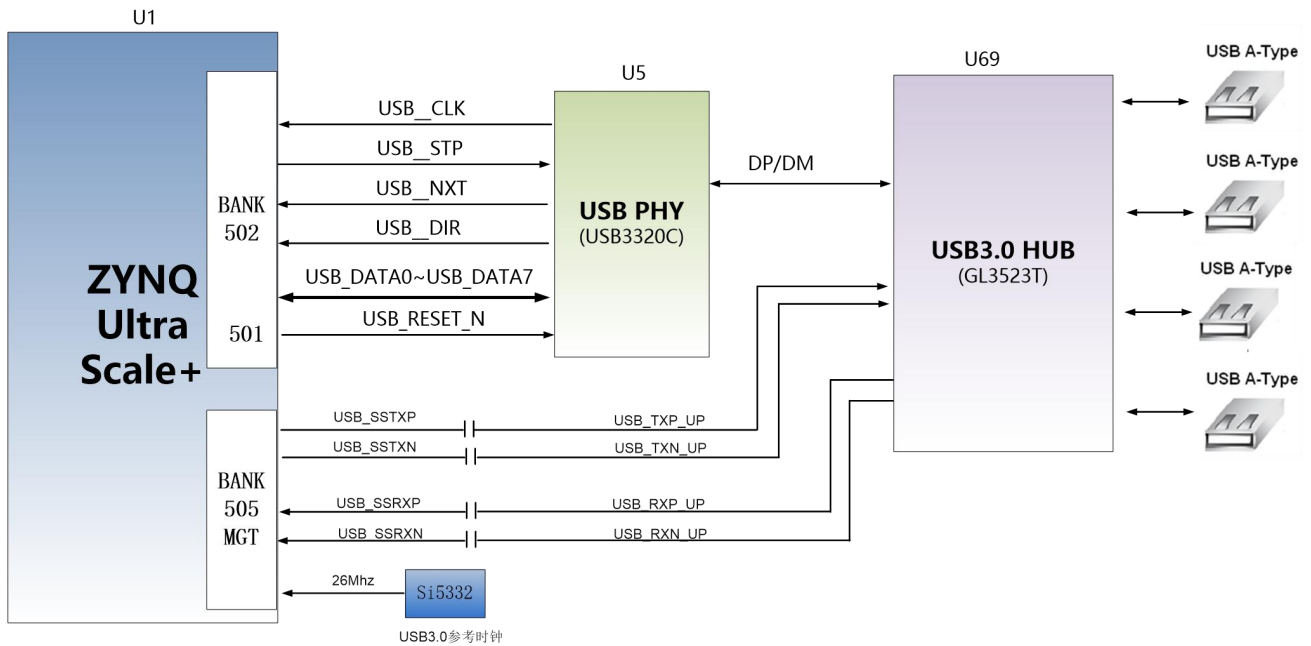 U1
U5
U69
USB A-Type
USB__CLK
USB__STP
USB__NXT
USB__DIR
USB_DATA0~USB_DATA7
USB_RESET_N
BANK
502
501
ZYNQ
Ultra
Scale+
USB PHY
(USB3320C)
DP/DM
USB3.0 HUB
(GL3523T)
USB A-Type
USB A-Type
USB A-Type
USB_SSTXP
USB_TXP_UP
USB_SSTXN
USB_TXN_UP
BANK
505
MGT
USB_SSRXP
USB_RXP_UP
USB_SSRXN
USB_RXN_UP
26Mhz
Si5332
USB3.0参考时钟